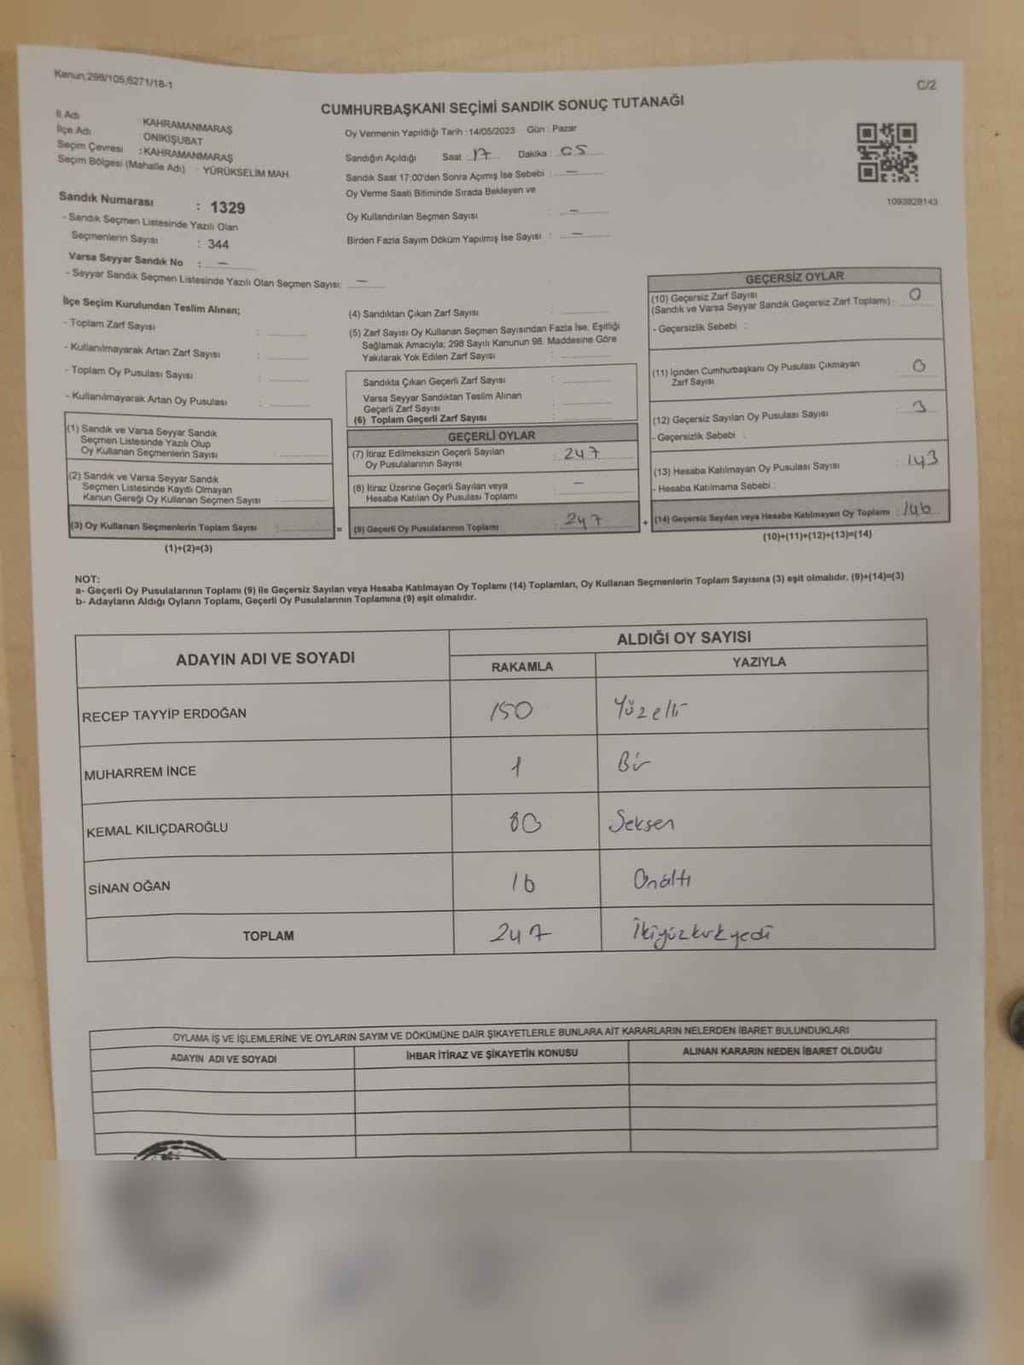 Kanun;298/105,6271/18-1
C/2
CUMHURBAŞKANI SEÇİMİ SANDIK SONUÇ TUTANAĞI
İl Adı : KAHRAMANMARAŞ
İlçe Adı : ONİKİŞUBAT
Seçim Çevresi : KAHRAMANMARAŞ
Seçim Bölgesi (Mahalle Adı) : YÜRÜKSELİM MAH.
Sandık Numarası : 1329
- Sandık Seçmen Listesinde Yazılı Olan
Seçmenlerin Sayısı : 344
Varsa Seyyar Sandık No : —
- Seyyar Sandık Seçmen Listesinde Yazılı Olan Seçmen Sayısı: —
Oy Vermenin Yapıldığı Tarih :14/05/2023 Gün : Pazar
Sandığın Açıldığı Saat : 17 Dakika : 05
Sandık Saat 17:00'den Sonra Açımış İse Sebebi : —
Oy Verme Saati Bitiminde Sırada Bekleyen ve
Oy Kullandırılan Seçmen Sayısı : —
Birden Fazla Sayım Döküm Yapılmış İse Sayısı : —
1093828143
İlçe Seçim Kurulundan Teslim Alınan;
- Toplam Zarf Sayısı :
- Kullanılmayarak Artan Zarf Sayısı :
- Toplam Oy Pusulası Sayısı :
- Kullanılmayarak Artan Oy Pusulası :
(1) Sandık ve Varsa Seyyar Sandık
Seçmen Listesinde Yazılı Olup
Oy Kullanan Seçmenlerin Sayısı :
(2) Sandık ve Varsa Seyyar Sandık
Seçmen Listesinde Kayıtlı Olmayan
Kanun Gereği Oy Kullanan Seçmen Sayısı :
(3) Oy Kullanan Seçmenlerin Toplam Sayısı :
(1)+(2)=(3)
=
(4) Sandıktan Çıkan Zarf Sayısı :
(5) Zarf Sayısı Oy Kullanan Seçmen Sayısından Fazla İse, Eşitliği
Sağlamak Amacıyla; 298 Sayılı Kanunun 98. Maddesine Göre
Yakılarak Yok Edilen Zarf Sayısı :
Sandıkta Çıkan Geçerli Zarf Sayısı :
Varsa Seyyar Sandıktan Teslim Alınan
Geçerli Zarf Sayısı :
(6) Toplam Geçerli Zarf Sayısı :
GEÇERLİ OYLAR
(7) İtiraz Edilmeksizin Geçerli Sayılan
Oy Pusulalarının Sayısı : 247
(8) İtiraz Üzerine Geçerli Sayılan veya
Hesaba Katılan Oy Pusulası Toplamı : —
(9) Geçerli Oy Pusulalarının Toplamı : 247
+
GEÇERSİZ OYLAR
(10) Geçersiz Zarf Sayısı
(Sandık ve Varsa Seyyar Sandık Geçersiz Zarf Toplamı) : 0
- Geçersizlik Sebebi :
(11) İçinden Cumhurbaşkanı Oy Pusulası Çıkmayan
Zarf Sayısı : 0
(12) Geçersiz Sayılan Oy Pusulası Sayısı : 3
- Geçersizlik Sebebi :
(13) Hesaba Katılmayan Oy Pusulası Sayısı : 143
- Hesaba Katılmama Sebebi :
(14) Geçersiz Sayılan veya Hesaba Katılmayan Oy Toplamı : 146
(10)+(11)+(12)+(13)=(14)
NOT:
a- Geçerli Oy Pusulalarının Toplamı (9) ile Geçersiz Sayılan veya Hesaba Katılmayan Oy Toplamı (14) Toplamları, Oy Kullanan Seçmenlerin Toplam Sayısına (3) eşit olmalıdır. (9)+(14)=(3)
b- Adayların Aldığı Oyların Toplamı, Geçerli Oy Pusulalarının Toplamına (9) eşit olmalıdır.
ADAYIN ADI VE SOYADI
ALDIĞI OY SAYISI
RAKAMLA YAZIYLA
RECEP TAYYİP ERDOĞAN 150 Yüzelli
MUHARREM İNCE 1 Bir
KEMAL KILIÇDAROĞLU 80 Seksen
SİNAN OĞAN 16 Onaltı
TOPLAM 247 İkiyüzkırkyedi
OYLAMA İŞ VE İŞLEMLERİNE VE OYLARIN SAYIM VE DÖKÜMÜNE DAİR ŞİKAYETLERLE BUNLARA AİT KARARLARIN NELERDEN İBARET BULUNDUKLARI
ADAYIN ADI VE SOYADI İHBAR İTİRAZ VE ŞİKAYETİN KONUSU ALINAN KARARIN NEDEN İBARET OLDUĞU